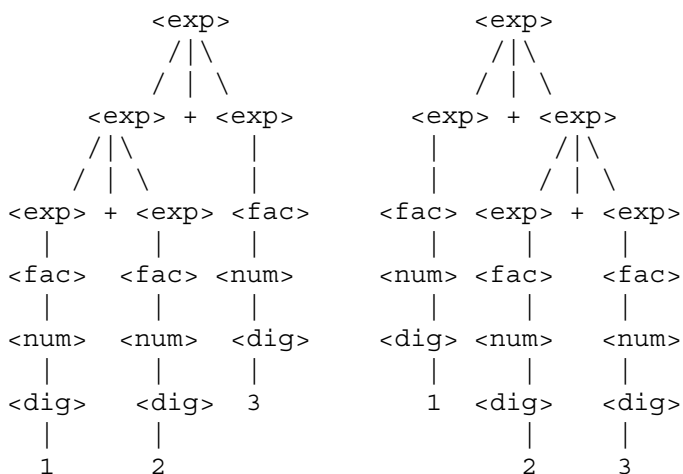 <exp> <exp>
/|\ /|\
/ | \ / | \
<exp> + <exp> <exp> + <exp>
/|\ | | /|\
/ | \ | | / | \
<exp> + <exp> <fac> <fac> <exp> + <exp>
| | | | | |
<fac> <fac> <num> <num> <fac> <fac>
| | | | | |
<num> <num> <dig> <dig> <num> <num>
| | | | | |
<dig> <dig> 3 1 <dig> <dig>
| | | |
1 2 2 3